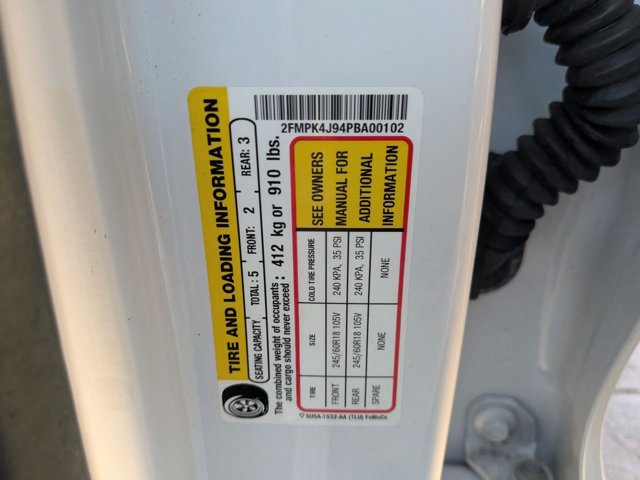 TIRE AND LOADING INFORMATION
SEATING CAPACITY TOTAL: 5 FRONT: 2 REAR: 3
The combined weight of occupants
and cargo should never exceed: 412 kg or 910 lbs.
TIRE SIZE COLD TIRE PRESSURE
FRONT 245/60R18 105V 240 KPA, 35 PSI
REAR 245/60R18 105V 240 KPA, 35 PSI
SPARE NONE NONE
SEE OWNERS
MANUAL FOR
ADDITIONAL
INFORMATION
2FMPK4J94PBA00102
(TLU) FoMoCo